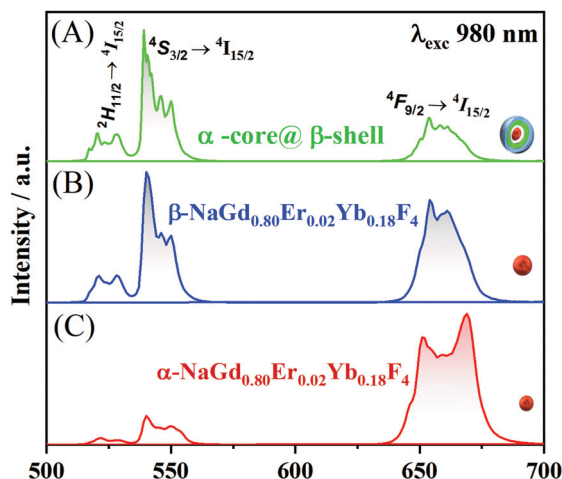 (A)
λexc 980 nm
²H11/2 → ⁴I15/2
⁴S3/2 → ⁴I15/2
⁴F9/2 → ⁴I15/2
α -core@ β-shell
(B)
β-NaGd0.80Er0.02Yb0.18F4
(C)
α-NaGd0.80Er0.02Yb0.18F4
Intensity / a.u.
500 550 600 650 700